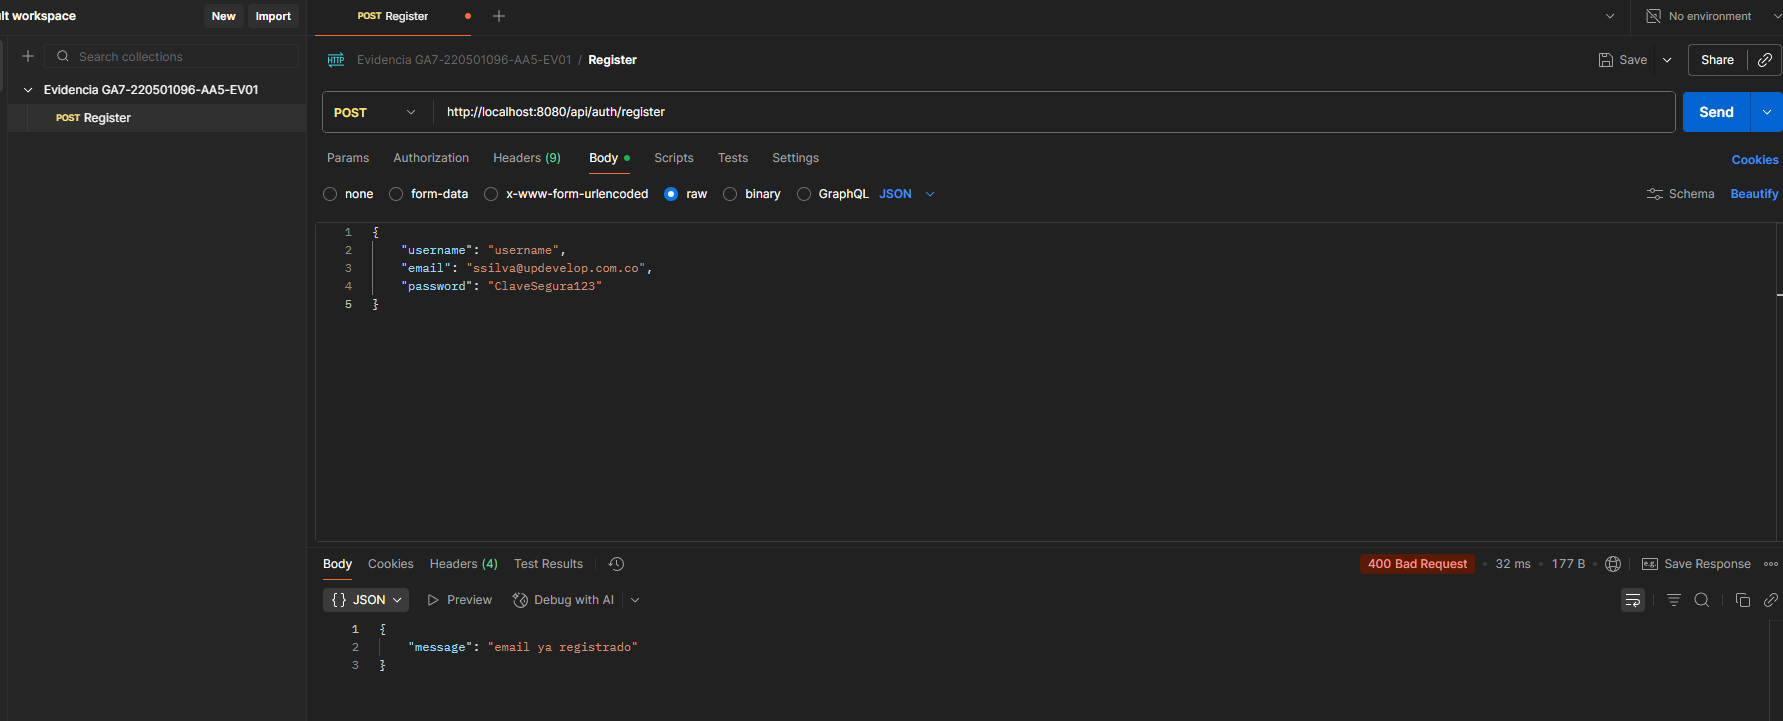 ult workspace
New
Import
POST Register
No environment
Search collections
Evidencia GA7-220501096-AA5-EV01
POST Register
HTTP
Evidencia GA7-220501096-AA5-EV01 / Register
Save
Share
POST
http://localhost:8080/api/auth/register
Send
Params
Authorization
Headers (9)
Body
Scripts
Tests
Settings
Cookies
none
form-data
x-www-form-urlencoded
raw
binary
GraphQL
JSON
Schema
Beautify
1 {
2 "username": "username",
3 "email": "ssilva@updevelop.com.co",
4 "password": "ClaveSegura123"
5 }
Body
Cookies
Headers (4)
Test Results
400 Bad Request
32 ms
177 B
e.g.
Save Response
{} JSON
Preview
Debug with AI
1 {
2 "message": "email ya registrado"
3 }